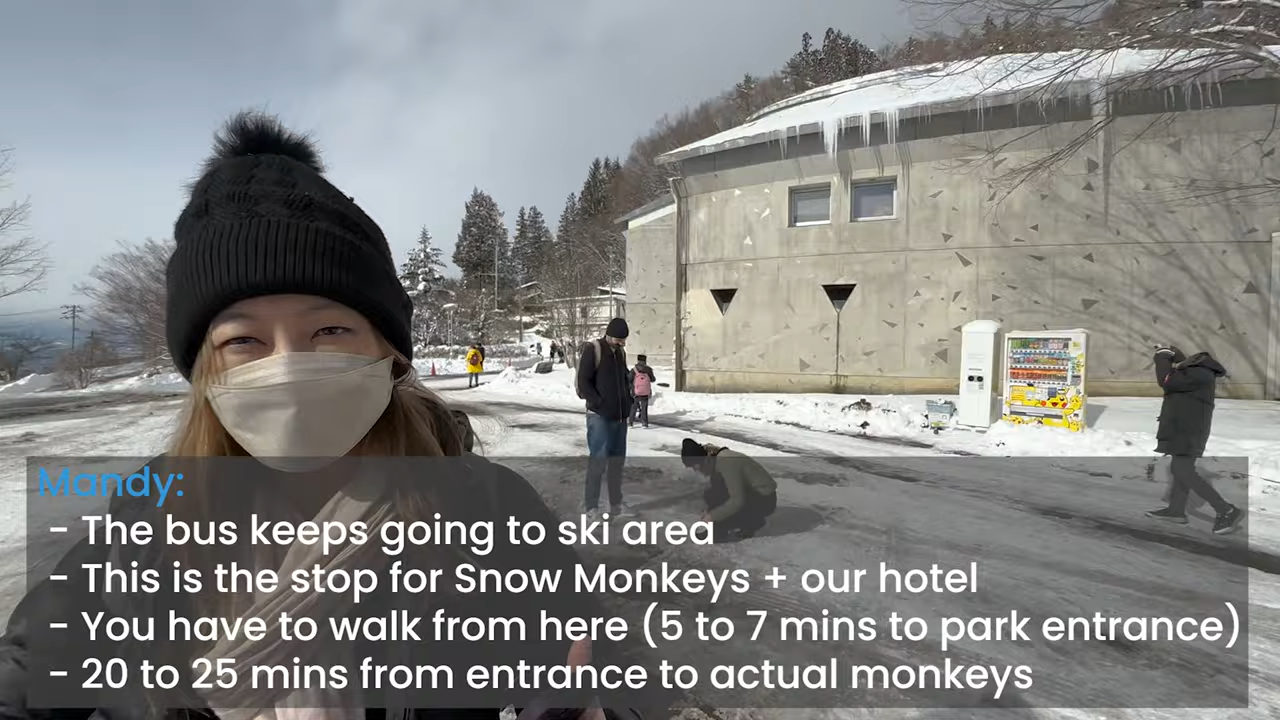 Mandy:
- The bus keeps going to ski area
- This is the stop for Snow Monkeys + our hotel
- You have to walk from here (5 to 7 mins to park entrance)
- 20 to 25 mins from entrance to actual monkeys